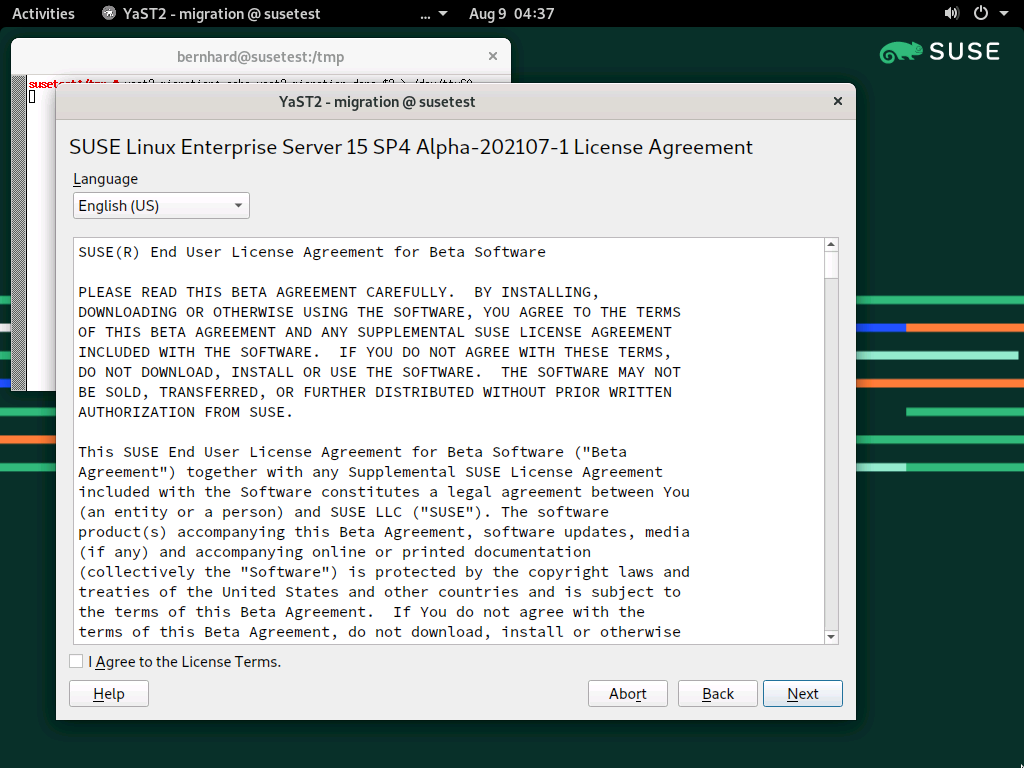 Activities
YaST2 - migration @ susetest
...
Aug 9 04:37
SUSE
bernhard@susetest:/tmp
YaST2 - migration @ susetest
SUSE Linux Enterprise Server 15 SP4 Alpha-202107-1 License Agreement
Language
English (US)
SUSE(R) End User License Agreement for Beta Software
PLEASE READ THIS BETA AGREEMENT CAREFULLY.  BY INSTALLING,
DOWNLOADING OR OTHERWISE USING THE SOFTWARE, YOU AGREE TO THE TERMS
OF THIS BETA AGREEMENT AND ANY SUPPLEMENTAL SUSE LICENSE AGREEMENT
INCLUDED WITH THE SOFTWARE.  IF YOU DO NOT AGREE WITH THESE TERMS,
DO NOT DOWNLOAD, INSTALL OR USE THE SOFTWARE.  THE SOFTWARE MAY NOT
BE SOLD, TRANSFERRED, OR FURTHER DISTRIBUTED WITHOUT PRIOR WRITTEN
AUTHORIZATION FROM SUSE.
This SUSE End User License Agreement for Beta Software ("Beta
Agreement") together with any Supplemental SUSE License Agreement
included with the Software constitutes a legal agreement between You
(an entity or a person) and SUSE LLC ("SUSE"). The software
product(s) accompanying this Beta Agreement, software updates, media
(if any) and accompanying online or printed documentation
(collectively the "Software") is protected by the copyright laws and
treaties of the United States and other countries and is subject to
the terms of this Beta Agreement.  If You do not agree with the
terms of this Beta Agreement, do not download, install or otherwise
I Agree to the License Terms.
Help
Abort
Back
Next